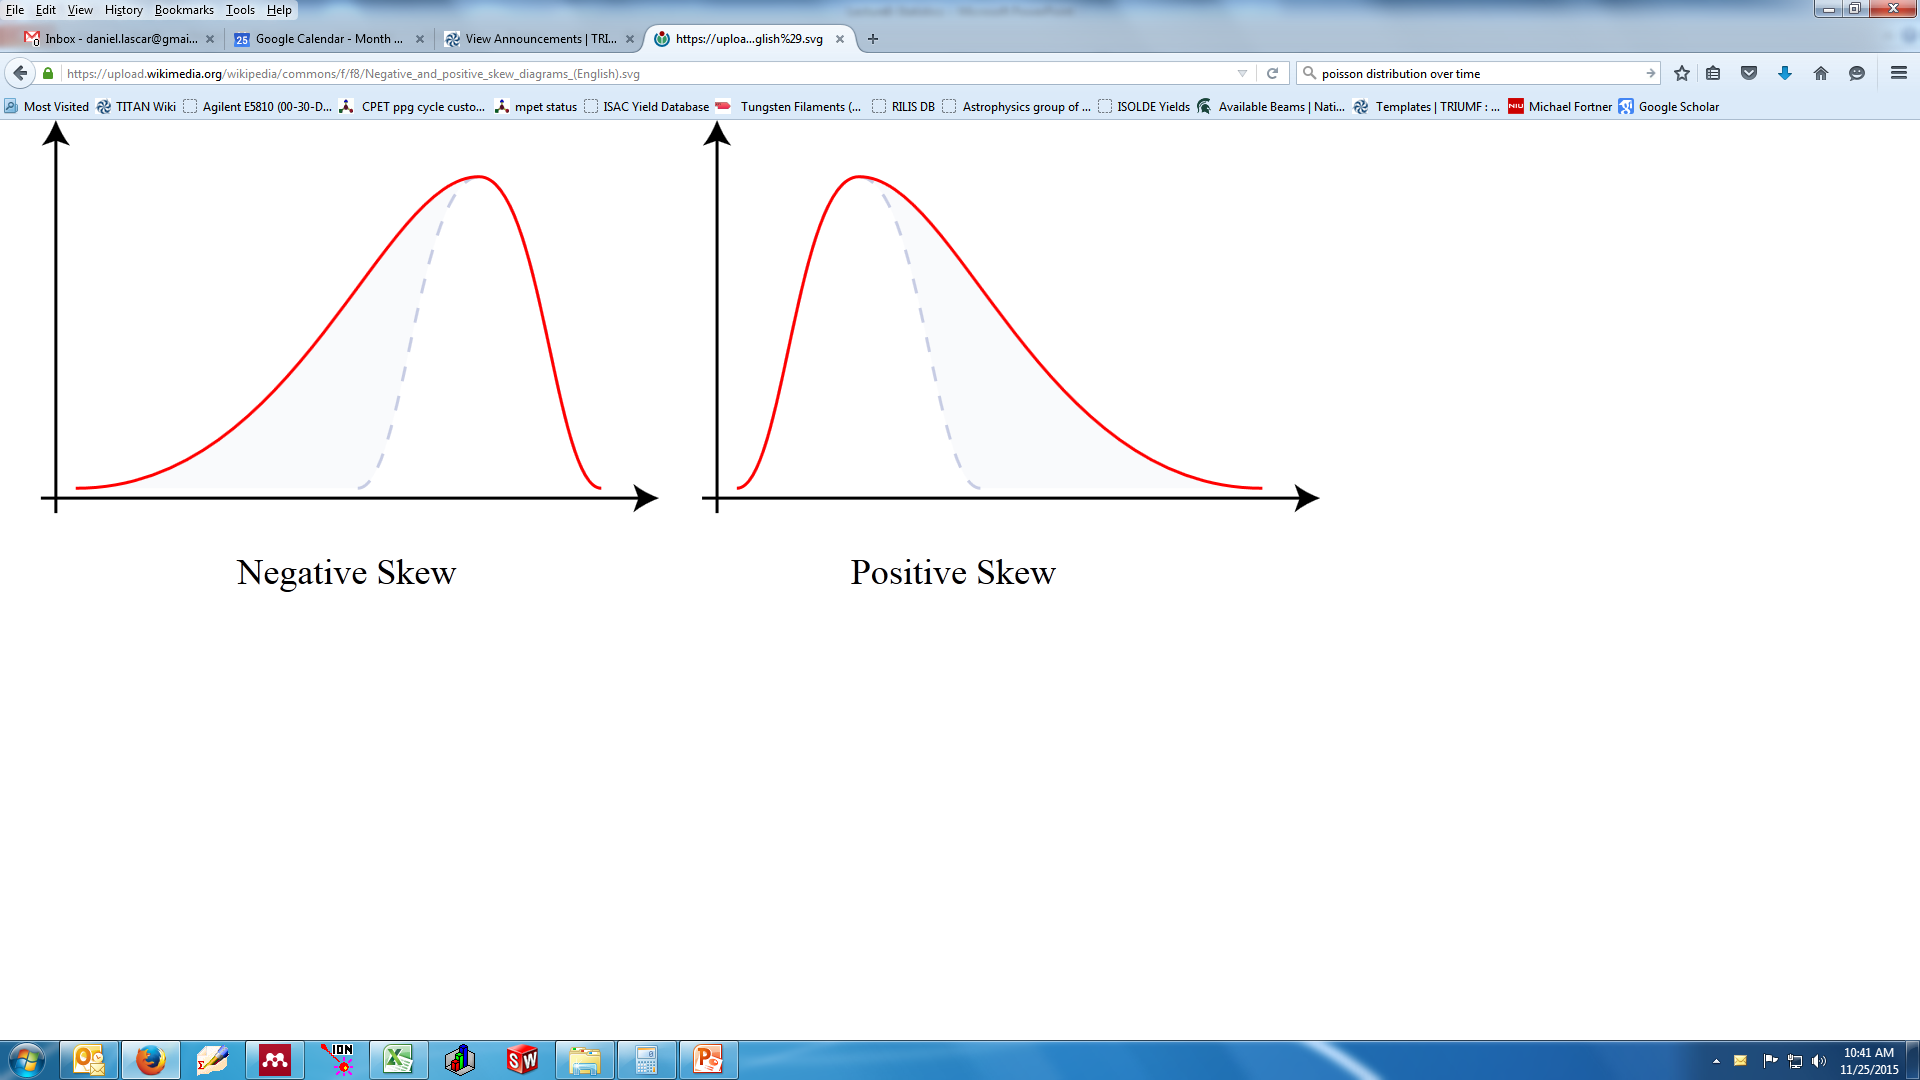 File Edit View History Bookmarks Tools Help
Inbox - daniel.lascar@gmai... × 25 Google Calendar - Month ... × View Announcements | TRI... × https://uploa...glish%29.svg × +
https://upload.wikimedia.org/wikipedia/commons/f/f8/Negative_and_positive_skew_diagrams_(English).svg poisson distribution over time
Most Visited TITAN Wiki Agilent E5810 (00-30-D... CPET ppg cycle custo... mpet status ISAC Yield Database Tungsten Filaments (... RILIS DB Astrophysics group of ... ISOLDE Yields Available Beams | Nati... Templates | TRIUMF : ... NIU Michael Fortner Google Scholar
Negative Skew Positive Skew
ION
SW
10:41 AM
11/25/2015